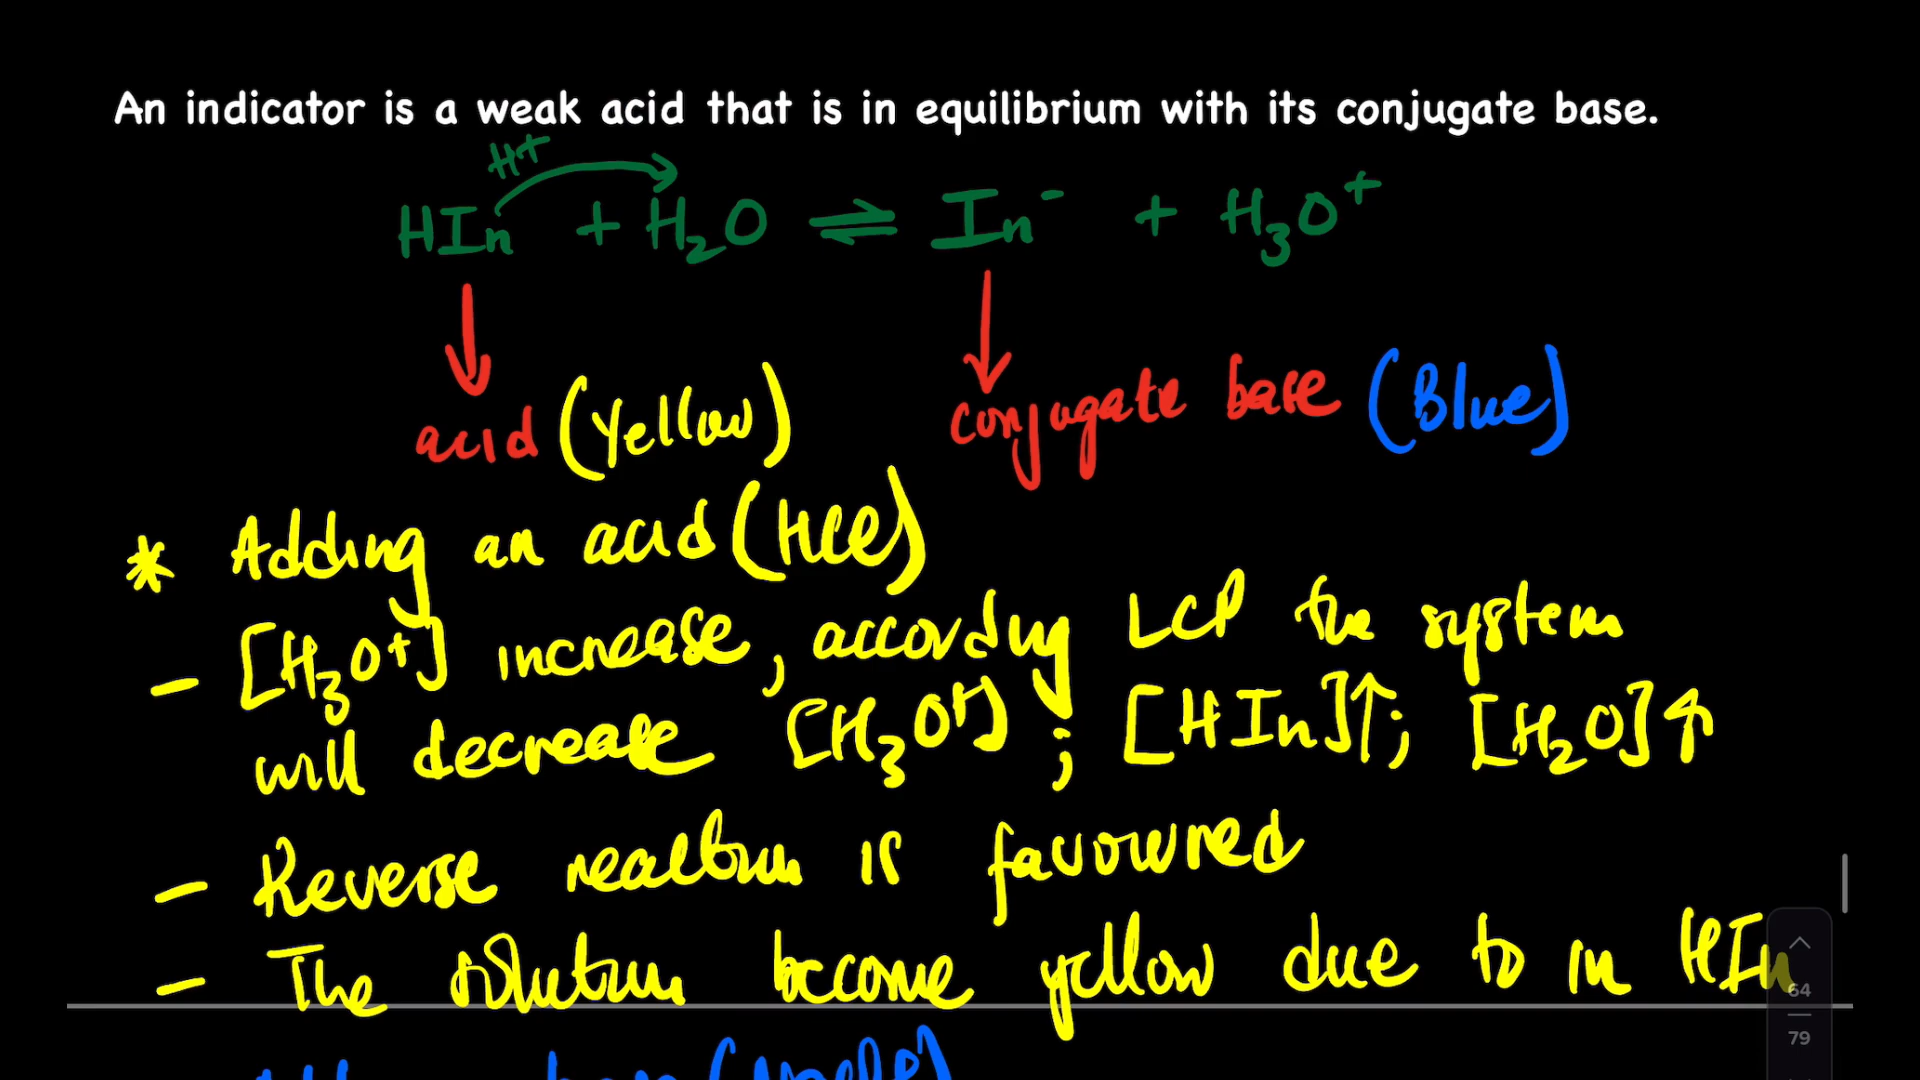 An indicator is a weak acid that is in equilibrium with its conjugate base.
H+
HIn + H₂O ⇌ In⁻ + H₃O⁺
acid (Yellow) conjugate base (Blue)
* Adding an acid (HCl)
- [H₃O+] increase, according LCP the system
will decrease [H₃O+] ; [HIn]↑; [H₂O]↑
- Reverse reaction is favoured
- The solution become yellow due to in HIn
64
79